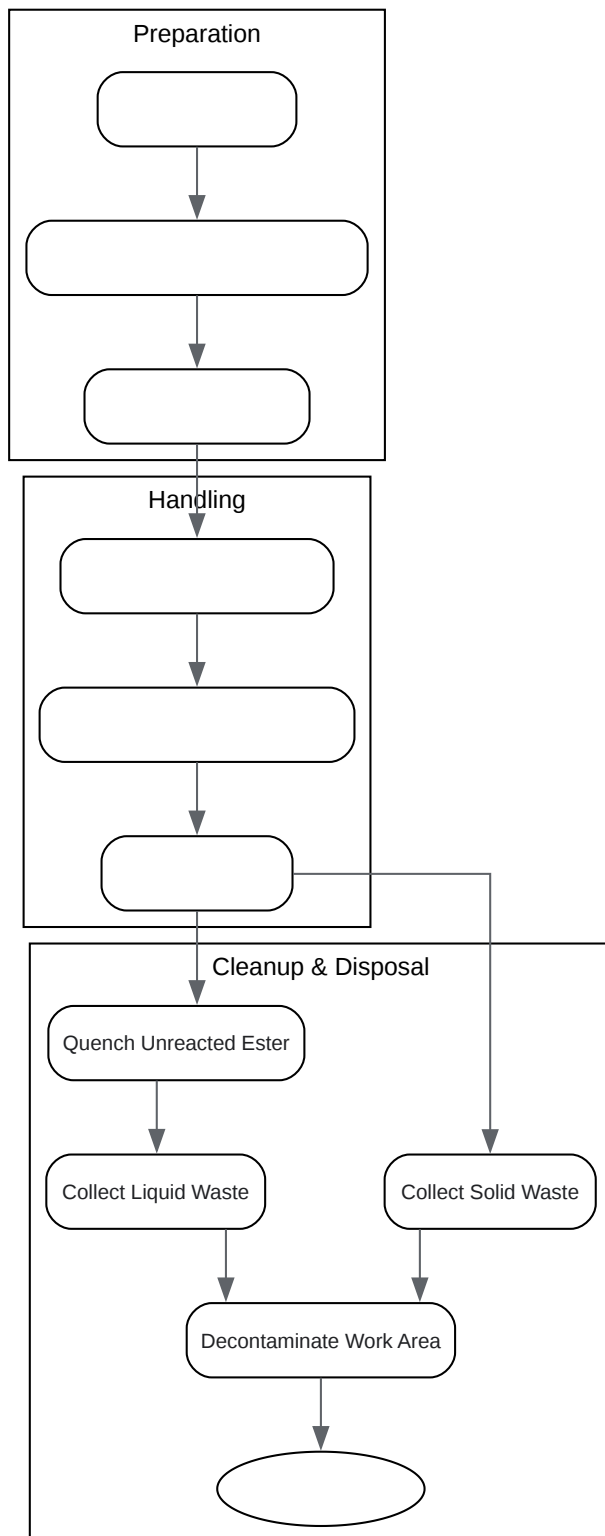 Preparation
Handling
Cleanup & Disposal
Quench Unreacted Ester
Collect Liquid Waste
Collect Solid Waste
Decontaminate Work Area